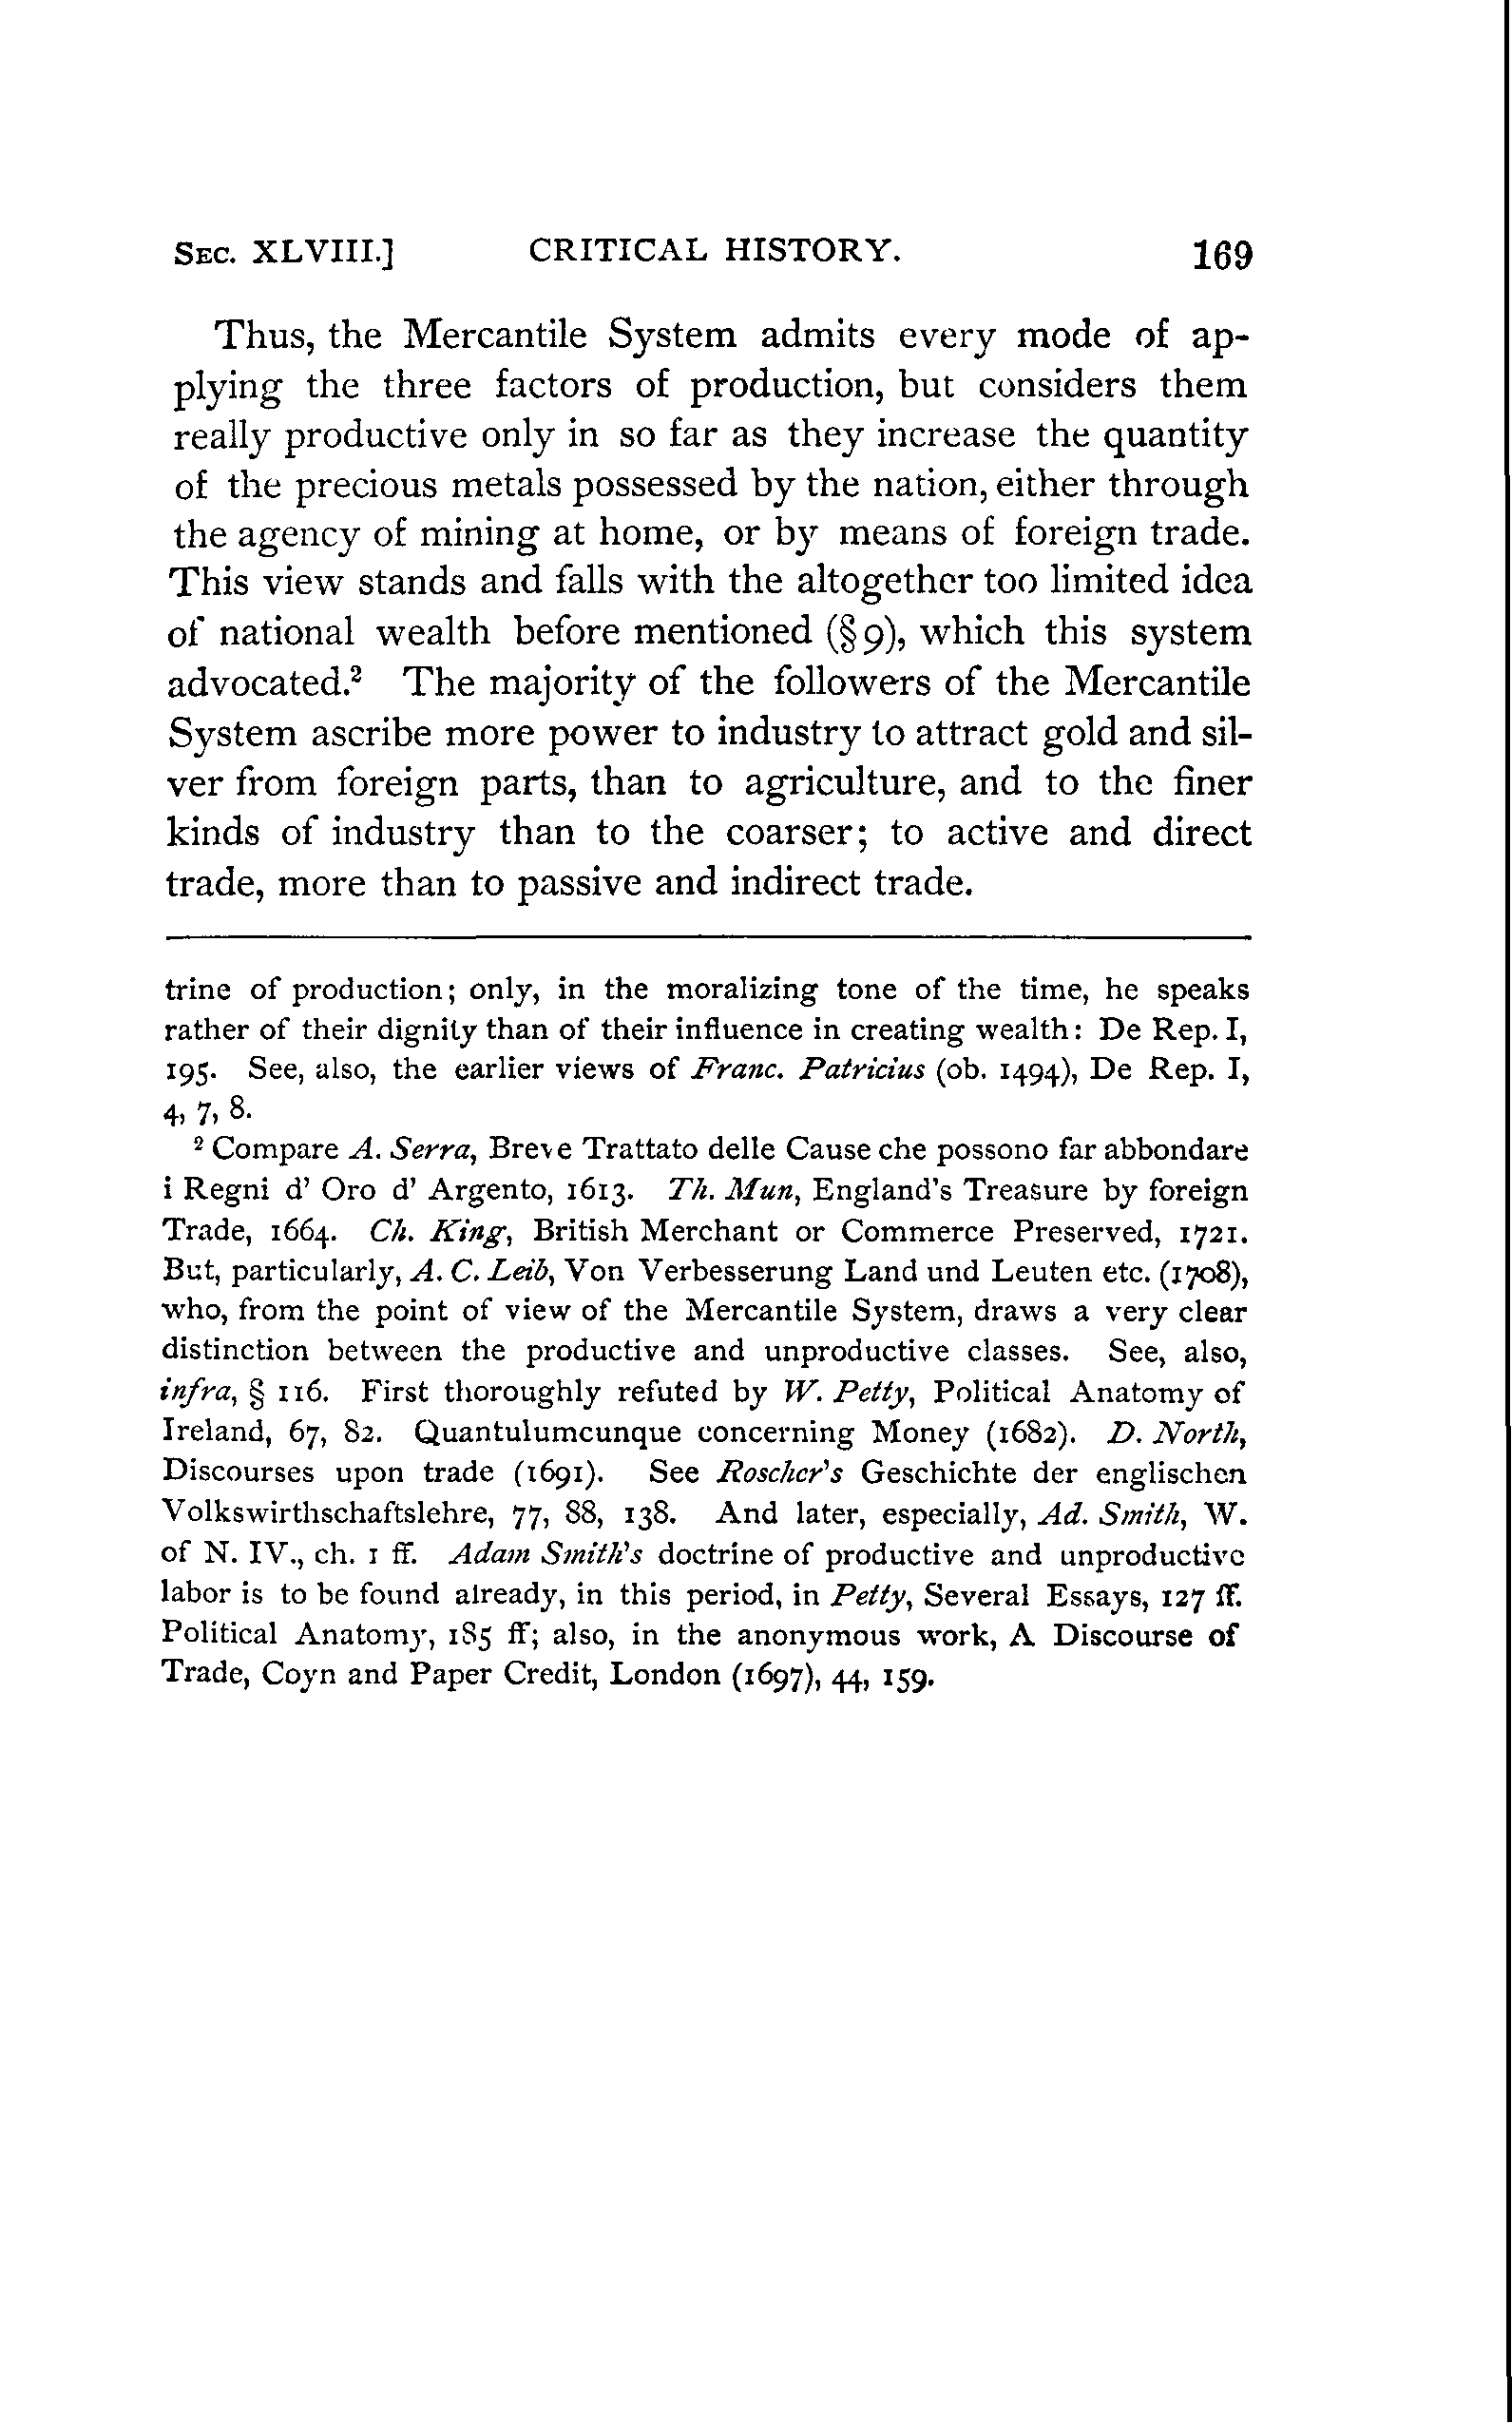 SEC. XLVIII.] CRITICAL HISTORY. 169
Thus, the Mercantile System admits every mode of ap-
plying the three factors of production, but considers them
really productive only in so far as they increase the quantity
of the precious metals possessed by the nation, either through
the agency of mining at home, or by means of foreign trade.
This view stands and falls with the altogether too limited idea
of national wealth before mentioned (§ 9), which this system
advocated.² The majority of the followers of the Mercantile
System ascribe more power to industry to attract gold and sil-
ver from foreign parts, than to agriculture, and to the finer
kinds of industry than to the coarser; to active and direct
trade, more than to passive and indirect trade.
trine of production; only, in the moralizing tone of the time, he speaks
rather of their dignity than of their influence in creating wealth: De Rep. I,
195. See, also, the earlier views of Franc. Patricius (ob. 1494), De Rep. I,
4, 7, 8.
² Compare A. Serra, Breve Trattato delle Cause che possono far abbondare
i Regni d' Oro d' Argento, 1613. Th. Mun, England's Treasure by foreign
Trade, 1664. Ch. King, British Merchant or Commerce Preserved, 1721.
But, particularly, A. C. Leib, Von Verbesserung Land und Leuten etc. (1708),
who, from the point of view of the Mercantile System, draws a very clear
distinction between the productive and unproductive classes. See, also,
infra, § 116. First thoroughly refuted by W. Petty, Political Anatomy of
Ireland, 67, 82. Quantulumcunque concerning Money (1682). D. North,
Discourses upon trade (1691). See Roscher's Geschichte der englischen
Volkswirthschaftslehre, 77, 88, 138. And later, especially, Ad. Smith, W.
of N. IV., ch. 1 ff. Adam Smith's doctrine of productive and unproductive
labor is to be found already, in this period, in Petty, Several Essays, 127 ff.
Political Anatomy, 185 ff; also, in the anonymous work, A Discourse of
Trade, Coyn and Paper Credit, London (1697), 44, 159.